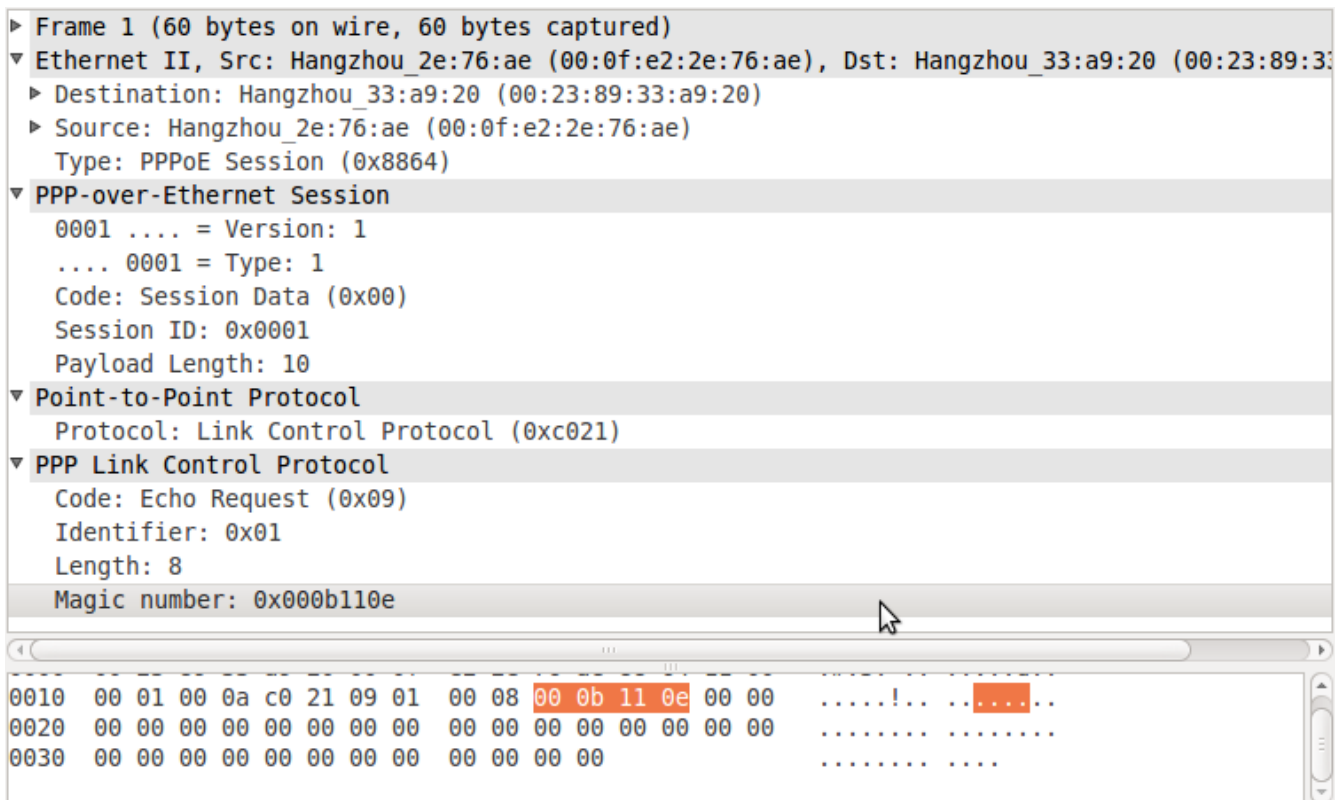 Frame 1 (60 bytes on wire, 60 bytes captured)
Ethernet II, Src: Hangzhou_2e:76:ae (00:0f:e2:2e:76:ae), Dst: Hangzhou_33:a9:20 (00:23:89:33
Destination: Hangzhou_33:a9:20 (00:23:89:33:a9:20)
Source: Hangzhou_2e:76:ae (00:0f:e2:2e:76:ae)
Type: PPPoE Session (0x8864)
PPP-over-Ethernet Session
0001 .... = Version: 1
.... 0001 = Type: 1
Code: Session Data (0x00)
Session ID: 0x0001
Payload Length: 10
Point-to-Point Protocol
Protocol: Link Control Protocol (0xc021)
PPP Link Control Protocol
Code: Echo Request (0x09)
Identifier: 0x01
Length: 8
Magic number: 0x000b110e
0010 00 01 00 0a c0 21 09 01 00 08 00 0b 11 0e 00 00 .....!.. ........
0020 00 00 00 00 00 00 00 00 00 00 00 00 00 00 00 00 ........ ........
0030 00 00 00 00 00 00 00 00 00 00 00 00 ........ ....